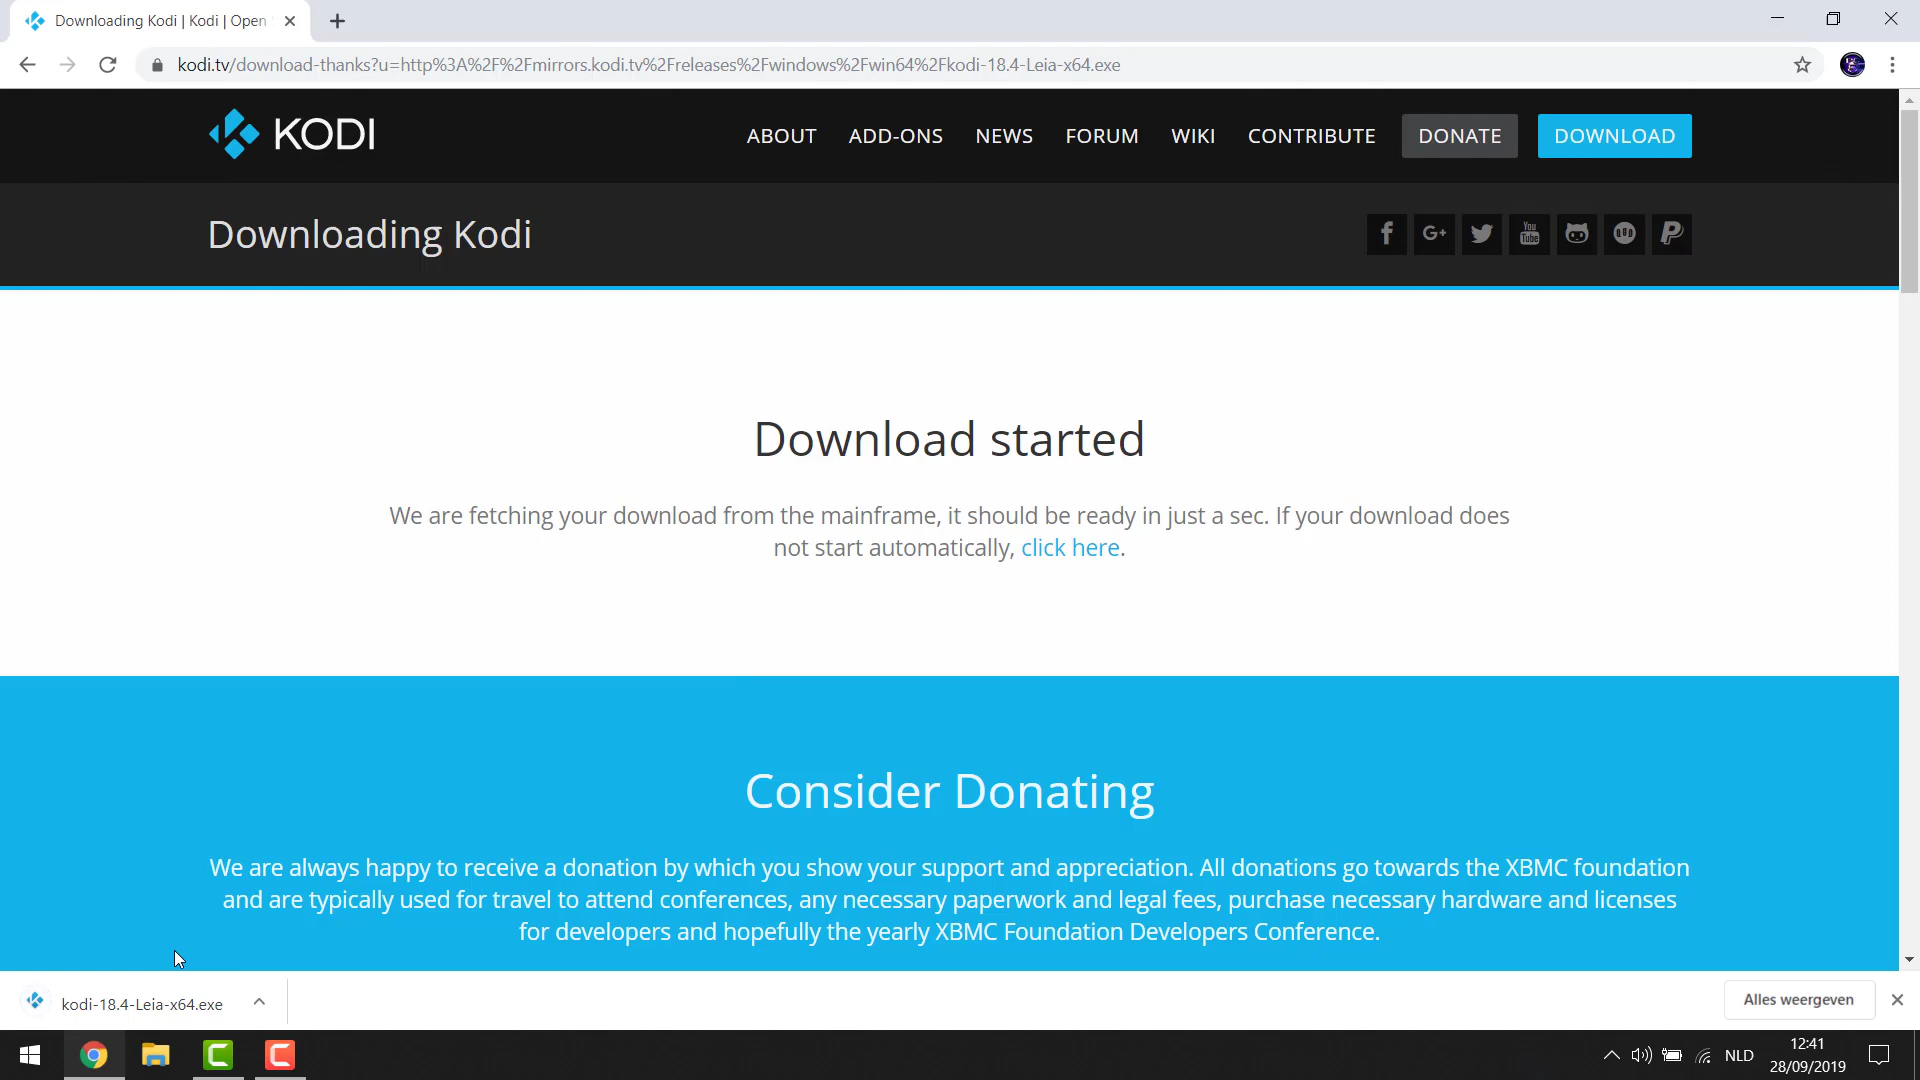 Downloading Kodi | Kodi | Open
kodi.tv/download-thanks?u=http%3A%2F%2Fmirrors.kodi.tv%2Freleases%2Fwindows%2Fwin64%2Fkodi-18.4-Leia-x64.exe
KODI
ABOUT ADD-ONS NEWS FORUM WIKI CONTRIBUTE DONATE DOWNLOAD
Downloading Kodi
You
Tube
Download started
We are fetching your download from the mainframe, it should be ready in just a sec. If your download does
not start automatically, click here.
Consider Donating
We are always happy to receive a donation by which you show your support and appreciation. All donations go towards the XBMC foundation
and are typically used for travel to attend conferences, any necessary paperwork and legal fees, purchase necessary hardware and licenses
for developers and hopefully the yearly XBMC Foundation Developers Conference.
kodi-18.4-Leia-x64.exe
Alles weergeven
NLD
12:41
28/09/2019